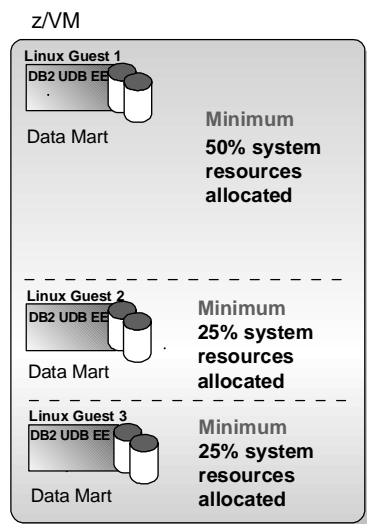 z/VM
Linux Guest 1
DB2 UDB EE
Data Mart
Minimum
50% system
resources
allocated
Linux Guest 2
DB2 UDB EE
Data Mart
Minimum
25% system
resources
allocated
Linux Guest 3
DB2 UDB EE
Data Mart
Minimum
25% system
resources
allocated